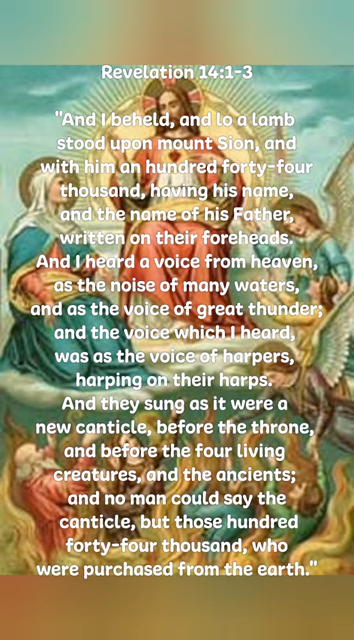 Revelation 14:1-3
"And I beheld, and lo a lamb
stood upon mount Sion, and
with him an hundred forty-four
thousand, having his name,
and the name of his Father,
written on their foreheads.
And I heard a voice from heaven,
as the noise of many waters,
and as the voice of great thunder;
and the voice which I heard,
was as the voice of harpers,
harping on their harps.
And they sung as it were a
new canticle, before the throne,
and before the four living
creatures, and the ancients;
and no man could say the
canticle, but those hundred
forty-four thousand, who
were purchased from the earth."